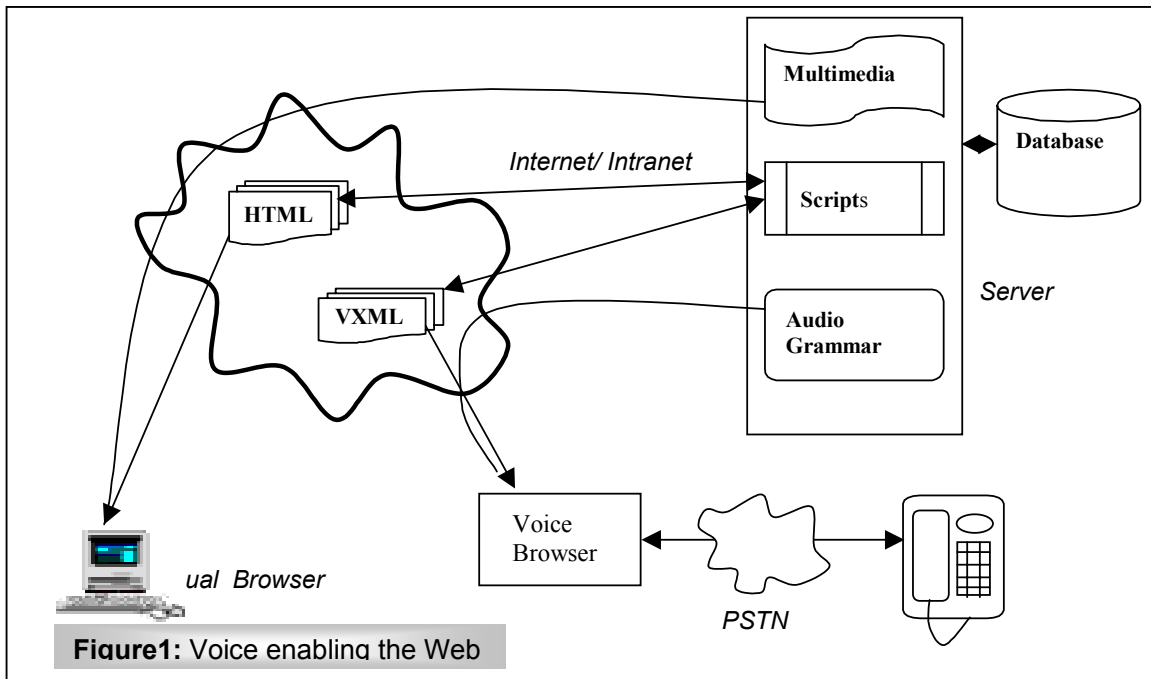 Multimedia
Database
Internet/ Intranet
HTML
Scripts
Server
VXML
Audio
Grammar
Voice
Browser
ual Browser
PSTN
Figure1: Voice enabling the Web